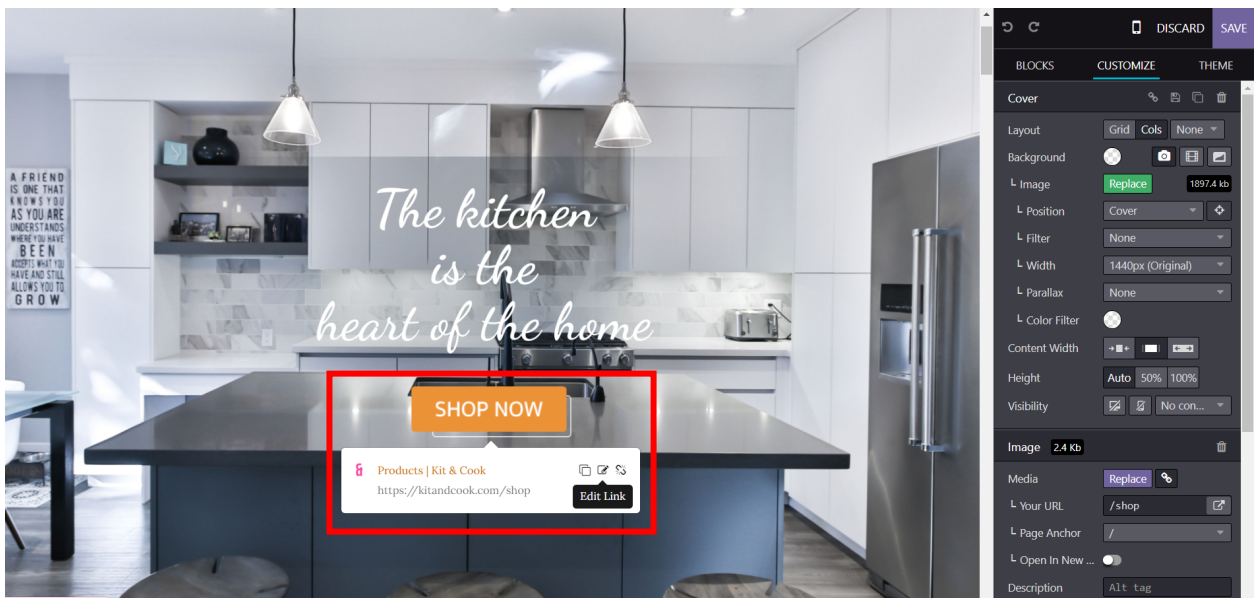 A FRIEND
IS ONE THAT
KNOWS YOU
AS YOU ARE
UNDERSTANDS
WHERE YOU HAVE
BEEN
ACCEPTS WHAT YOU
HAVE AND STILL
ALLOWS YOU TO
GROW
The kitchen
is the
heart of the home
SHOP NOW
Products | Kit & Cook
https://kitandcook.com/shop
Edit Link
DISCARD SAVE
BLOCKS CUSTOMIZE THEME
Cover
Layout Grid Cols None
Background
Image Replace 1897.4 kb
Position Cover
Filter None
Width 1440px (Original)
Parallax None
Color Filter
Content Width
Height Auto 50% 100%
Visibility No con...
Image 2.4 Kb
Media Replace
Your URL /shop
Page Anchor /
Open In New ...
Description Alt tag